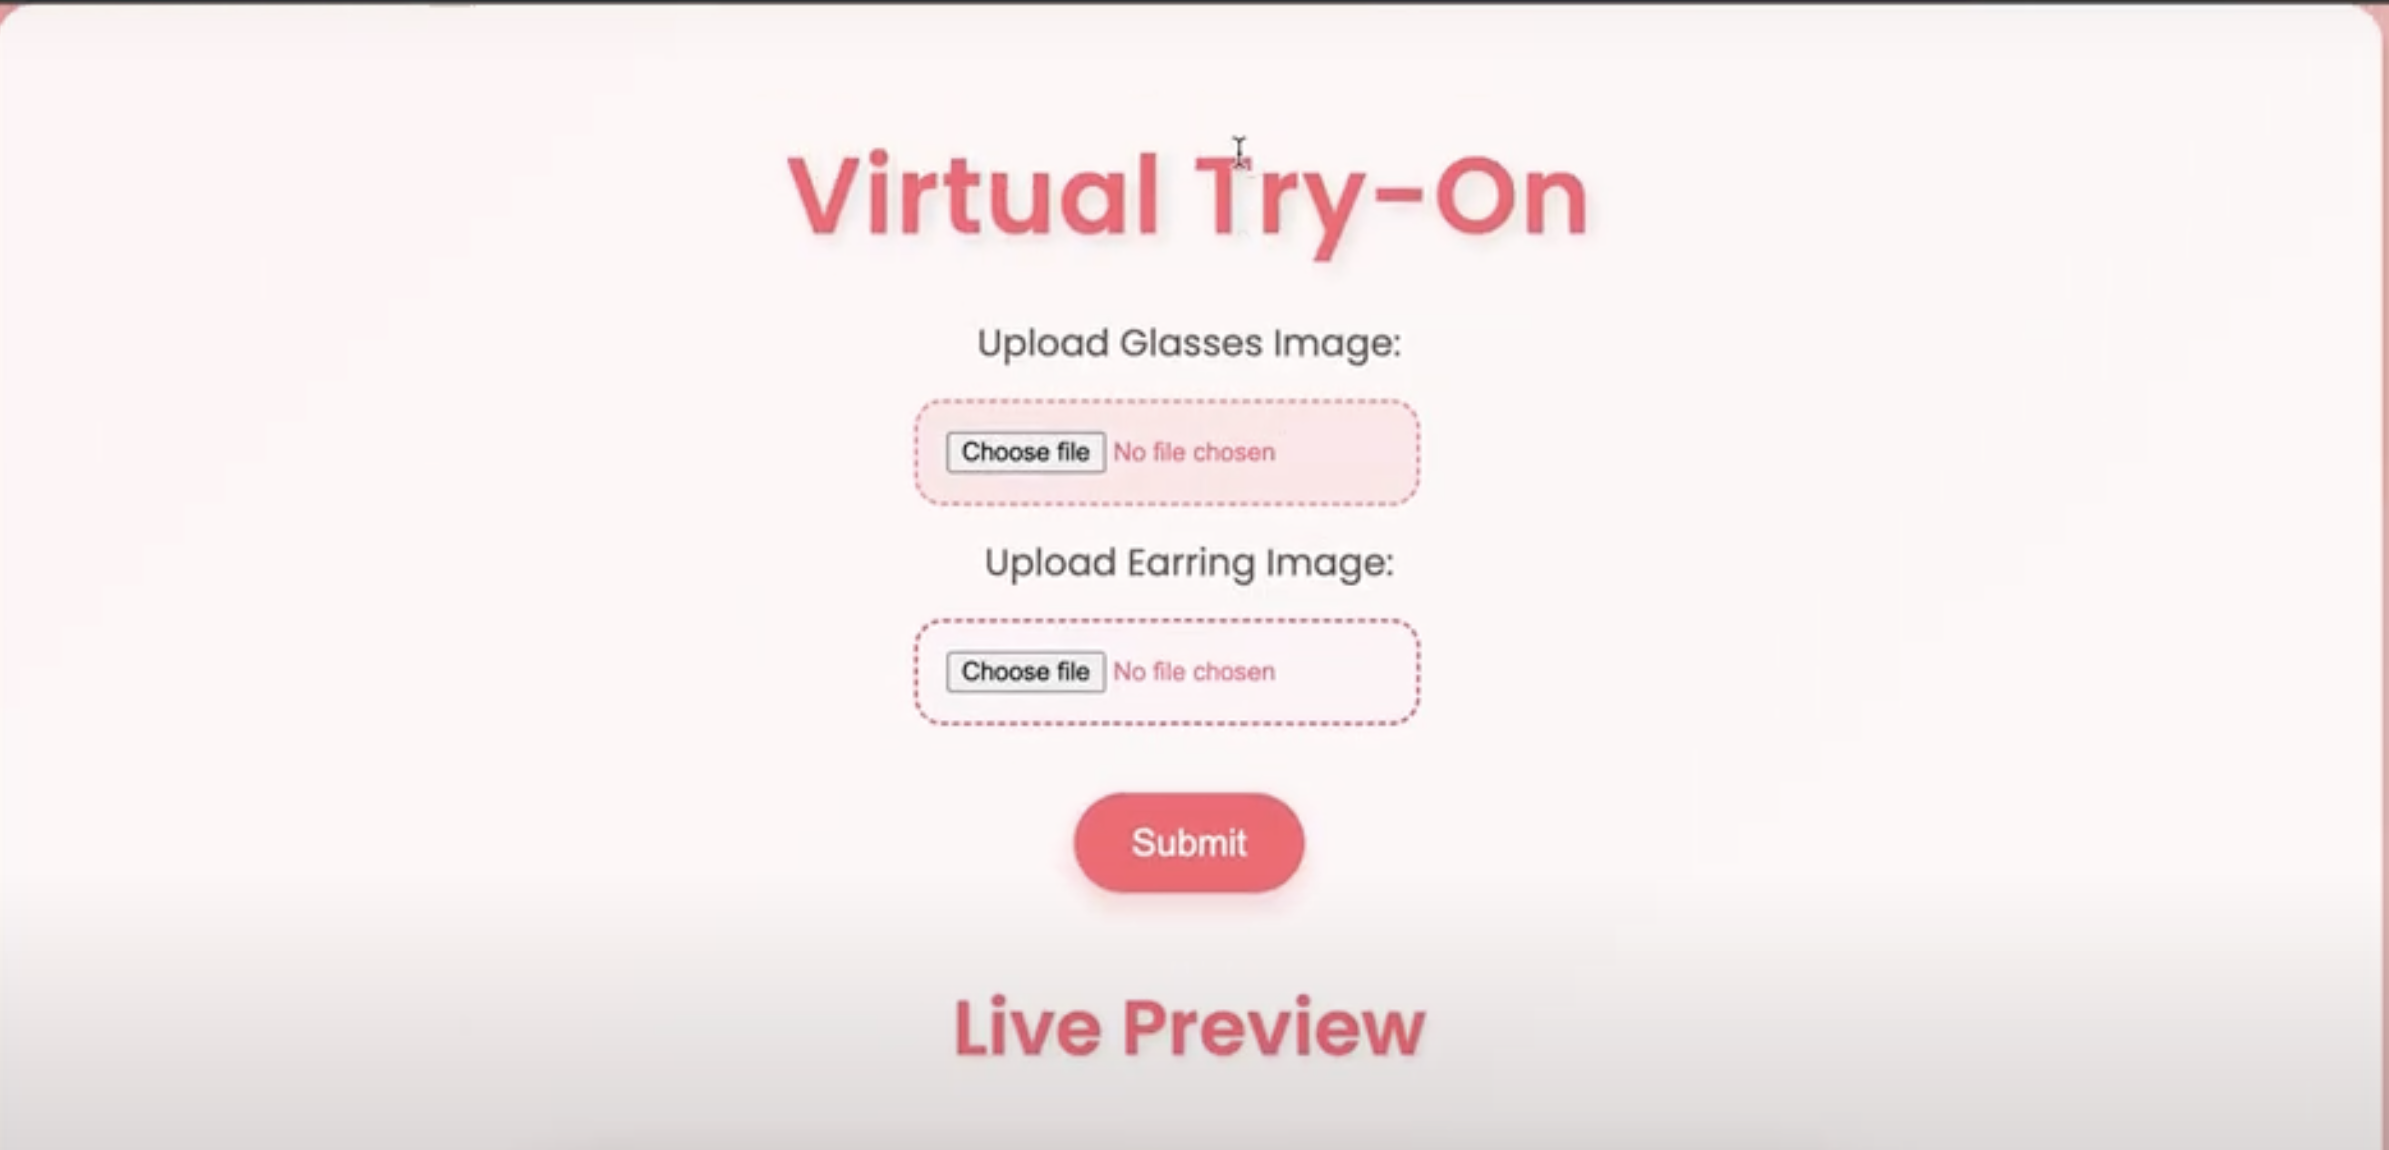 Virtual Try-On
Upload Glasses Image:
Choose file No file chosen
Upload Earring Image:
Choose file No file chosen
Submit
Live Preview